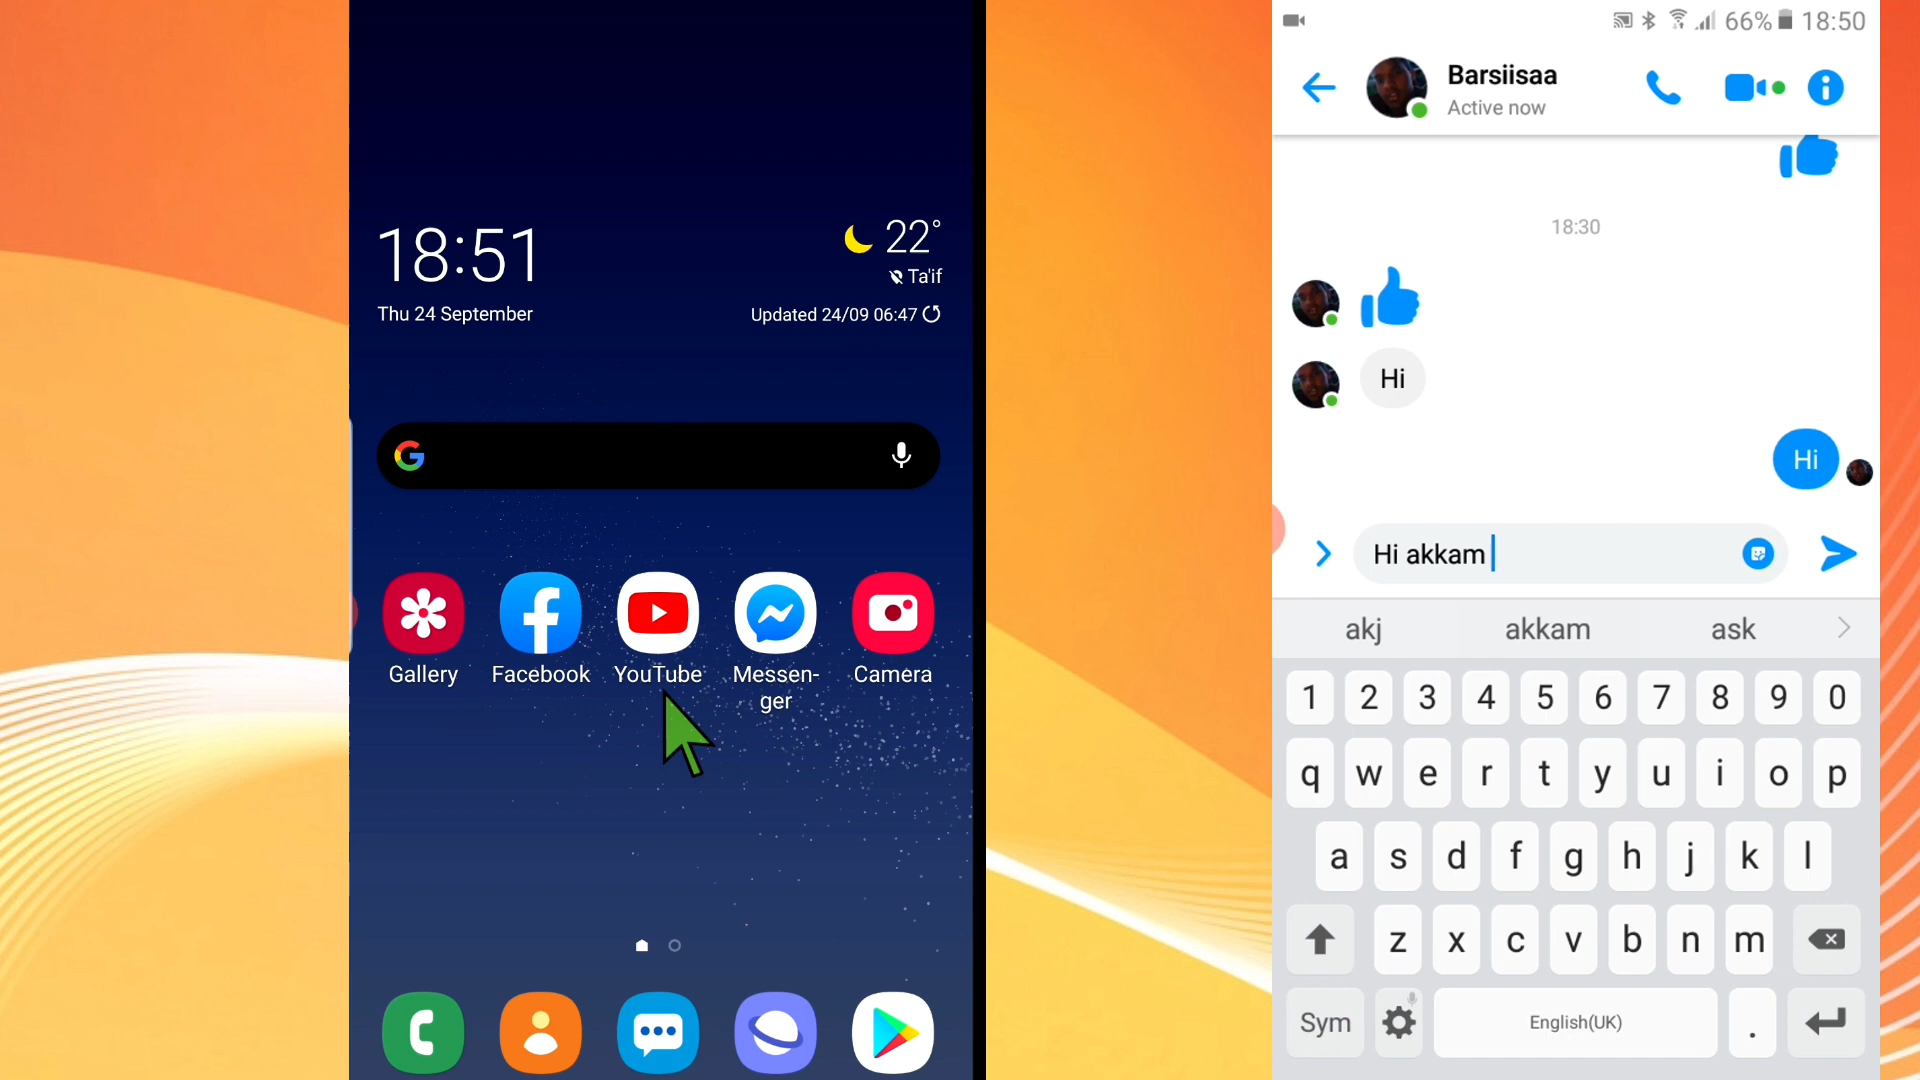 18:51
22°
Ta'if
Thu 24 September
Updated 24/09 06:47
Gallery
Facebook
YouTube
Messen-
ger
Camera
66% 18:50
Barsiisaa
Active now
18:30
Hi
Hi
Hi akkam
akj akkam ask
1 2 3 4 5 6 7 8 9 0
q w e r t y u i o p
a s d f g h j k l
z x c v b n m
Sym English(UK) .